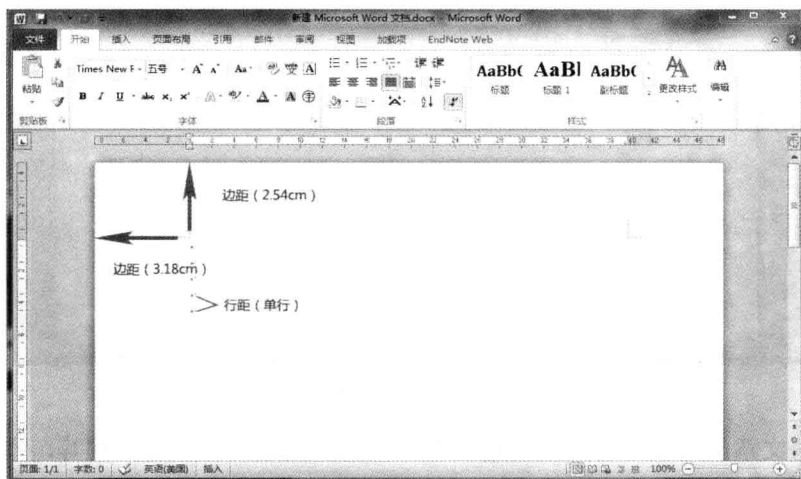 新建 Microsoft Word 文档.docx - Microsoft Word
文件 开始 插入 页面布局 引用 邮件 审阅 视图 加载项 EndNote Web
Times New F 五号 A A Aa 变 A
粘贴
B I U abc x, x' A A 字
AaBb( AaBl AaBb(
标题 标题 1 副标题 更改样式 编辑
剪贴板 字体 段落 样式
边距（2.54cm）
边距（3.18cm）
行距（单行）
页面: 1/1 字数: 0 英语(美国) 插入 100%